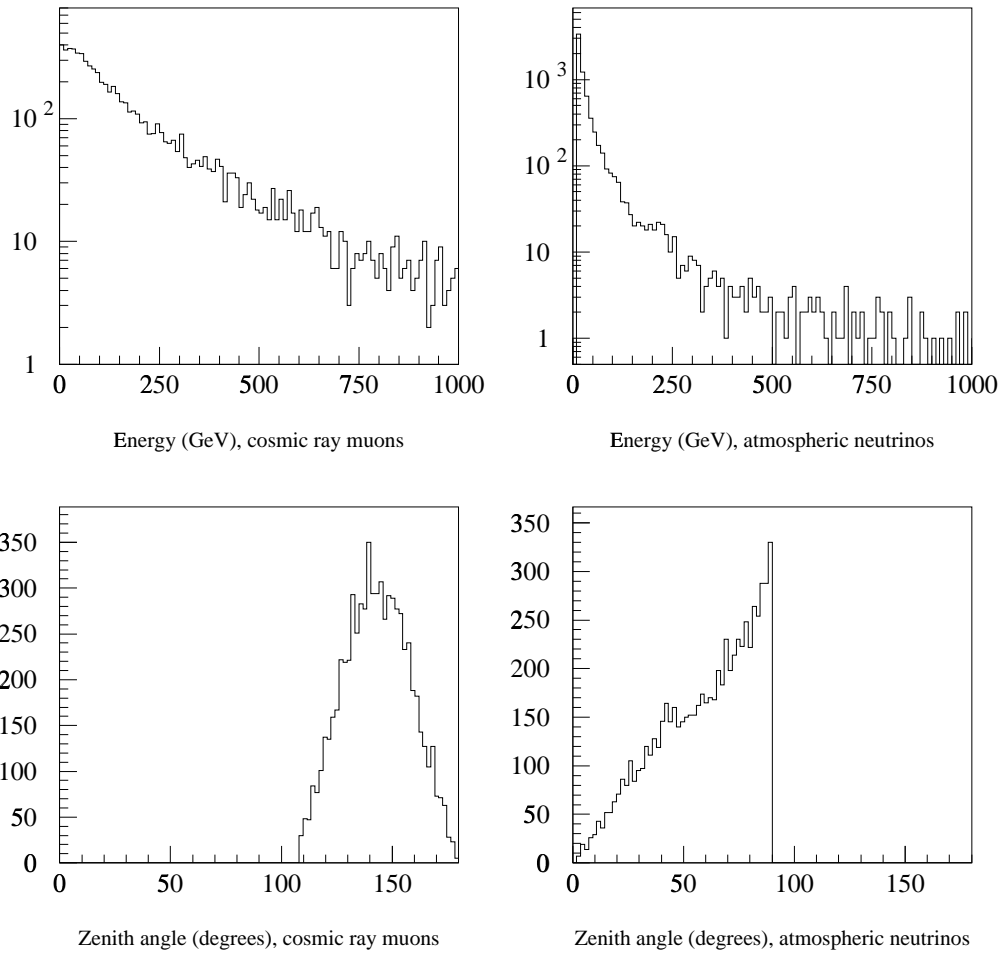 10 2
10
1
0 250 500 750 1000
Energy (GeV), cosmic ray muons
10 3
10 2
10
1
0 250 500 750 1000
Energy (GeV), atmospheric neutrinos
350
300
250
200
150
100
50
0
0 50 100 150
Zenith angle (degrees), cosmic ray muons
350
300
250
200
150
100
50
0
0 50 100 150
Zenith angle (degrees), atmospheric neutrinos